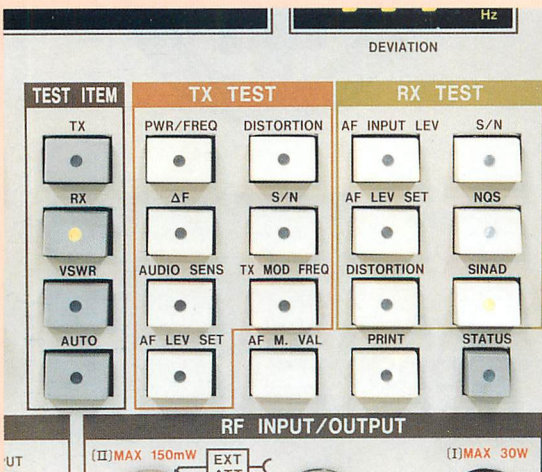 Hz
DEVIATION
TEST ITEM
TX TEST
RX TEST
TX
PWR/FREQ
DISTORTION
AF INPUT LEV
S/N
RX
ΔF
S/N
AF LEV SET
NQS
VSWR
AUDIO SENS
TX MOD FREQ
DISTORTION
SINAD
AUTO
AF LEV SET
AF M. VAL
PRINT
STATUS
RF INPUT/OUTPUT
(II)MAX 150mW
EXT
ATT
(I)MAX 30W